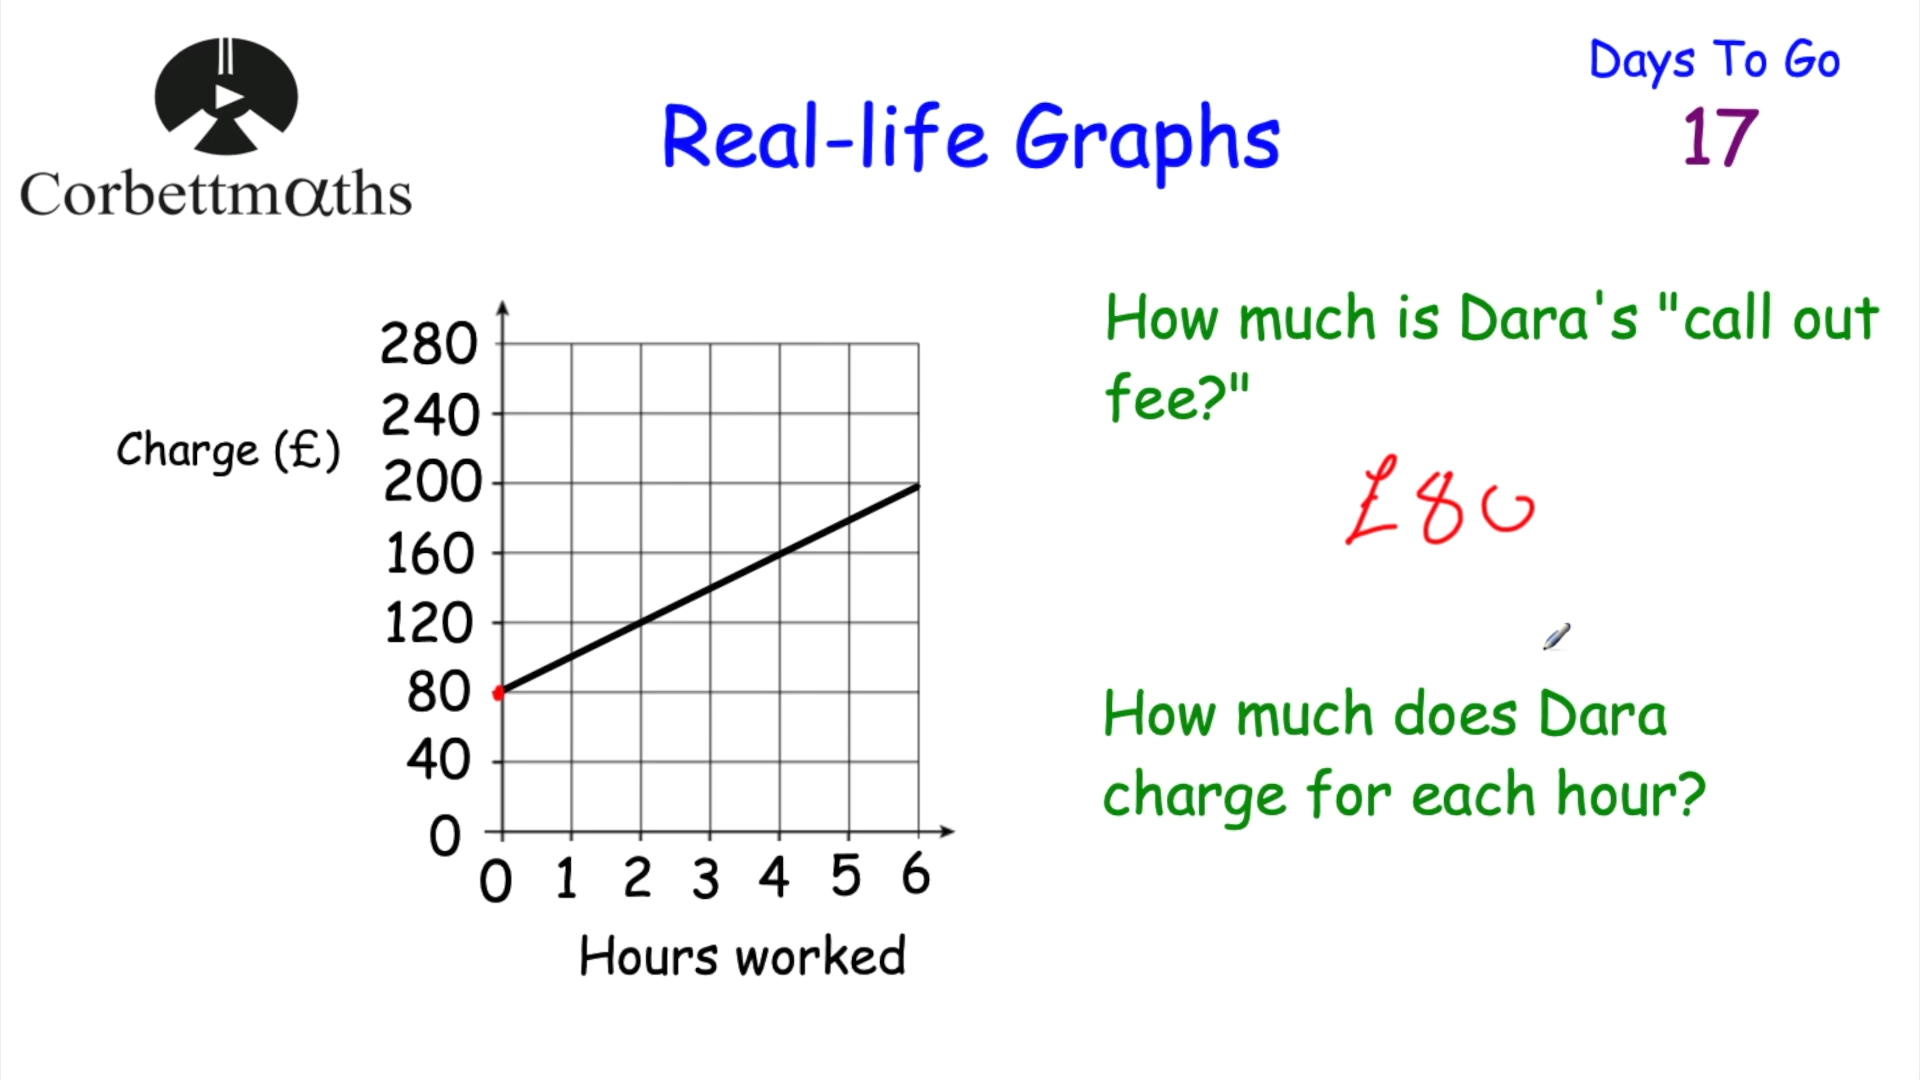 Corbettmαths
Real-life Graphs
Days To Go
17
Charge (£)
280
240
200
160
120
80
40
0
0 1 2 3 4 5 6
Hours worked
How much is Dara's "call out
fee?"
£80
How much does Dara
charge for each hour?